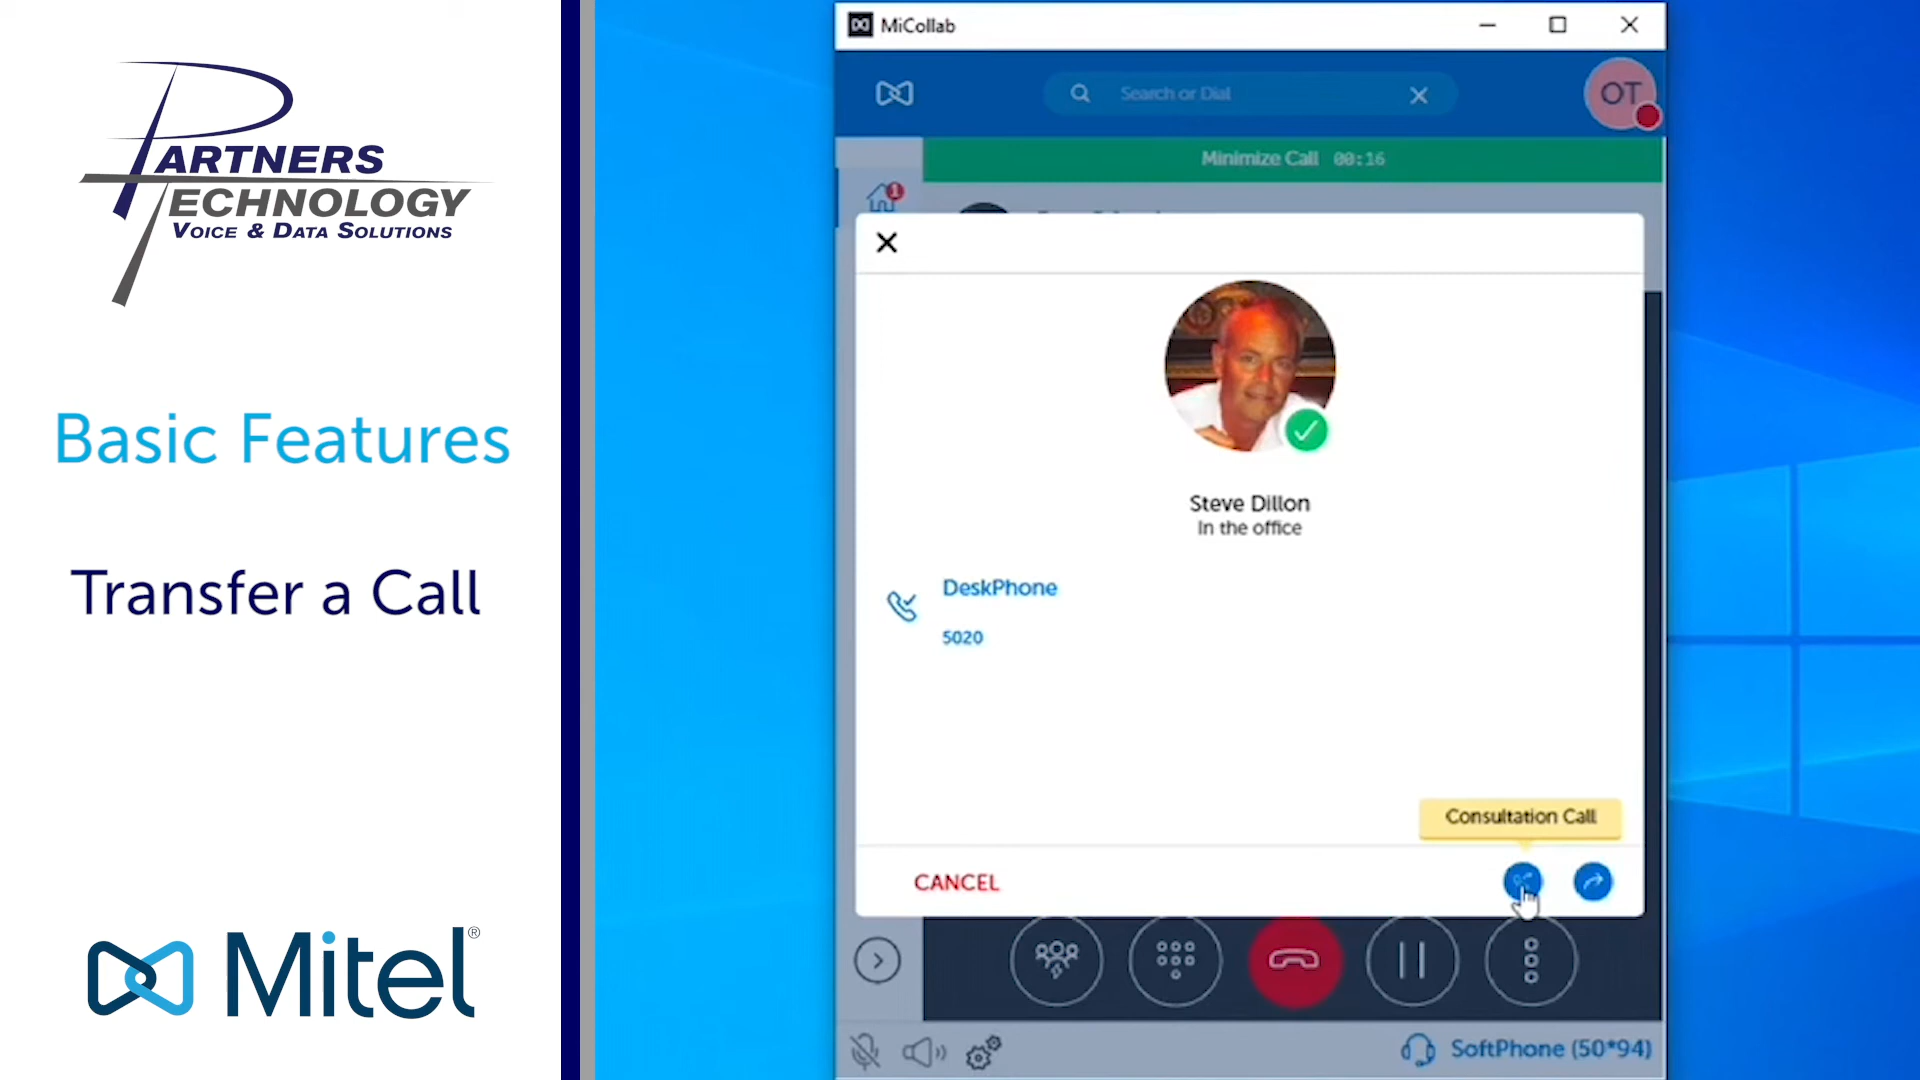 PARTNERS
TECHNOLOGY
VOICE & DATA SOLUTIONS
Basic Features
Transfer a Call
Mitel®
MiCollab
Search or Dial
OT
Minimize Call 00:16
1
Steve Dillon
In the office
DeskPhone
5020
Consultation Call
CANCEL
SoftPhone (50*94)